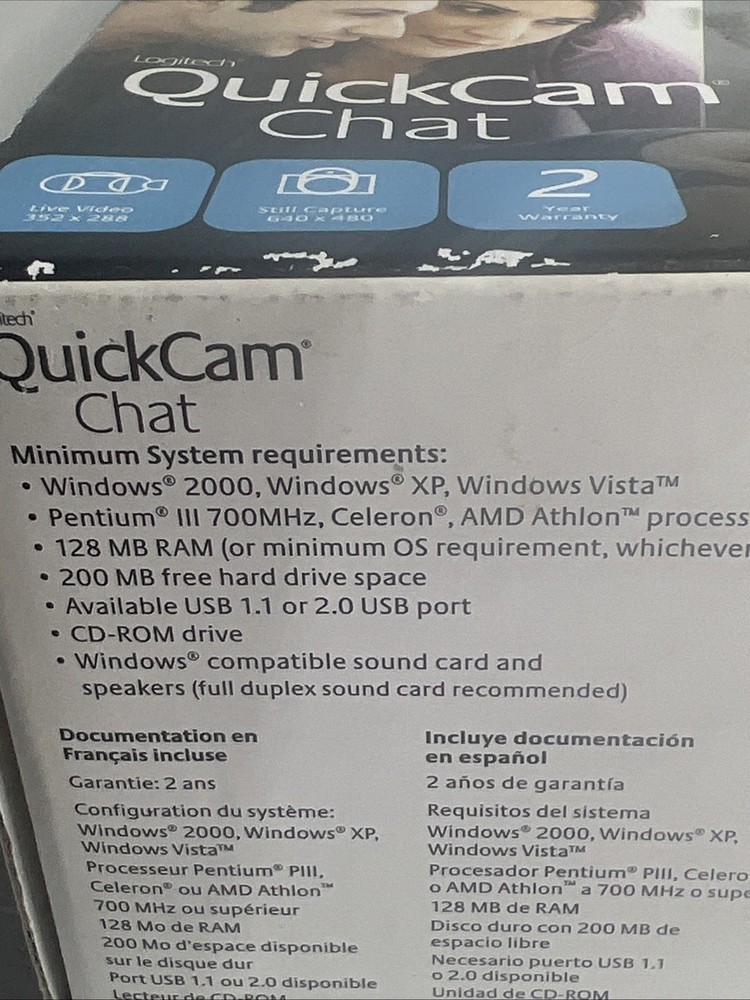 Logitech
QuickCam®
Chat
Live Video
352 x 288
Still Capture
640 x 480
2
Year
Warranty
QuickCam®
Chat
Minimum System requirements:
• Windows® 2000, Windows® XP, Windows Vista™
• Pentium® III 700MHz, Celeron®, AMD Athlon™ process
• 128 MB RAM (or minimum OS requirement, whichever
• 200 MB free hard drive space
• Available USB 1.1 or 2.0 USB port
• CD-ROM drive
• Windows® compatible sound card and
speakers (full duplex sound card recommended)
Documentation en
Français incluse
Garantie: 2 ans
Configuration du système:
Windows® 2000, Windows® XP,
Windows Vista™
Processeur Pentium® PIII,
Celeron® ou AMD Athlon™
700 MHz ou supérieur
128 Mo de RAM
200 Mo d'espace disponible
sur le disque dur
Port USB 1.1 ou 2.0 disponible
Lecteur de CD-ROM
Incluye documentación
en español
2 años de garantía
Requisitos del sistema
Windows® 2000, Windows® XP,
Windows Vista™
Procesador Pentium® PIII, Celero
o AMD Athlon™ a 700 MHz o supe
128 MB de RAM
Disco duro con 200 MB de
espacio libre
Necesario puerto USB 1.1
o 2.0 disponible
Unidad de CD-ROM